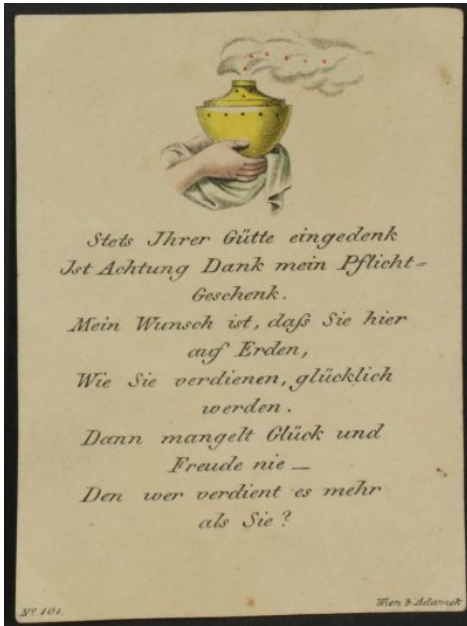 Stets Ihrer Gütte eingedenk
Ist Achtung Dank mein Pflicht=
Geschenk.
Mein Wunsch ist, daß Sie hier
auf Erden,
Wie Sie verdienen, glücklich
werden.
Dann mangelt Glück und
Freude nie —
Den wer verdient es mehr
als Sie?
No 101.
Wien b. Adamek